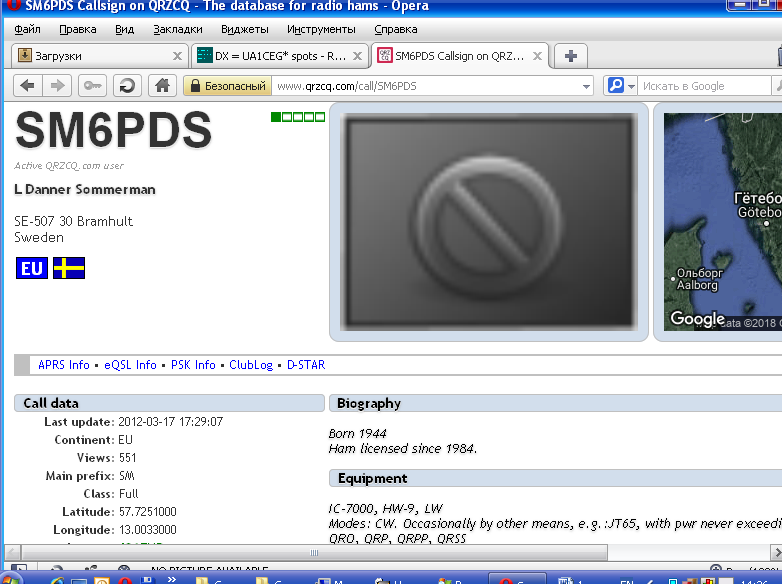 SM6PDS Callsign on QRZCQ - The database for radio hams - Opera
Файл Правка Вид Закладки Виджеты Инструменты Справка
Загрузки
DX = UA1CEG* spots - R...
SM6PDS Callsign on QRZ...
Безопасный
www.qrzcq.com/call/SM6PDS
Искать в Google
SM6PDS
Active QRZCQ.com user
L Danner Sommerman
SE-507 30 Bramhult
Sweden
EU
Гётебо
Götebo
Ольборг
Aalborg
Google
data ©2018
APRS Info • eQSL Info • PSK Info • ClubLog • D-STAR
Call data
Last update: 2012-03-17 17:29:07
Continent: EU
Views: 551
Main prefix: SM
Class: Full
Latitude: 57.7251000
Longitude: 13.0033000
Biography
Born 1944
Ham licensed since 1984.
Equipment
IC-7000, HW-9, LW
Modes: CW. Occasionally by other means, e.g.:JT65, with pwr never exceedi
QRO, QRP, QRPP, QRSS
NO PICTURE AVAILABLE